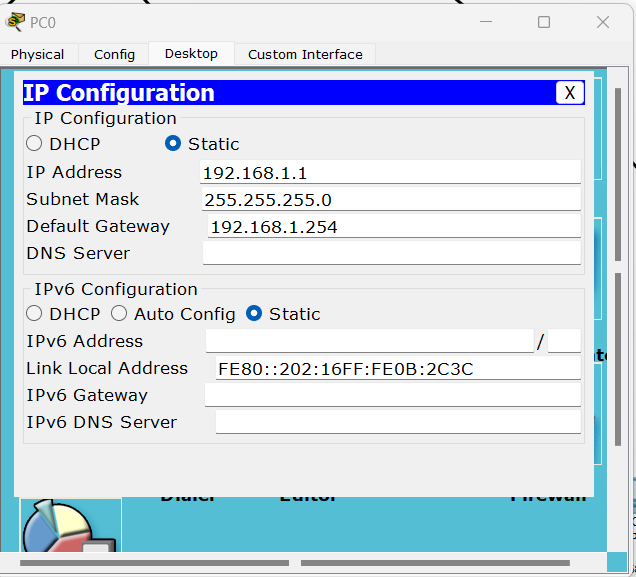 PC0
Physical Config Desktop Custom Interface
IP Configuration X
IP Configuration
DHCP Static
IP Address 192.168.1.1
Subnet Mask 255.255.255.0
Default Gateway 192.168.1.254
DNS Server
IPv6 Configuration
DHCP Auto Config Static
IPv6 Address /
Link Local Address FE80::202:16FF:FE0B:2C3C
IPv6 Gateway
IPv6 DNS Server
Dialer Editor Firewall